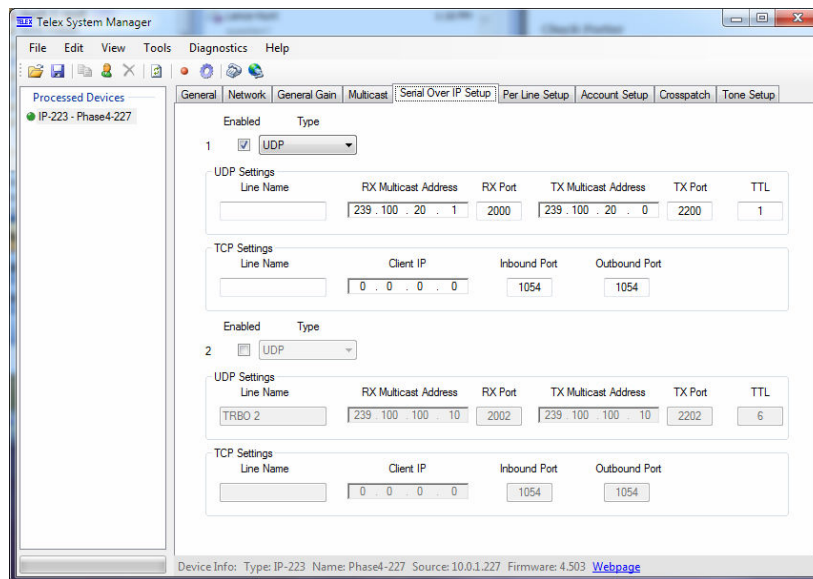 TELEX Telex System Manager
File Edit View Tools Diagnostics Help
Processed Devices
IP-223 - Phase4-227
General Network General Gain Multicast Serial Over IP Setup Per Line Setup Account Setup Crosspatch Tone Setup
Enabled Type
1 UDP
UDP Settings
Line Name RX Multicast Address RX Port TX Multicast Address TX Port TTL
239 . 100 . 20 . 1 2000 239 . 100 . 20 . 0 2200 1
TCP Settings
Line Name Client IP Inbound Port Outbound Port
0 . 0 . 0 . 0 1054 1054
Enabled Type
2 UDP
UDP Settings
Line Name RX Multicast Address RX Port TX Multicast Address TX Port TTL
TRBO 2 239 . 100 . 100 . 10 2002 239 . 100 . 100 . 10 2202 6
TCP Settings
Line Name Client IP Inbound Port Outbound Port
0 . 0 . 0 . 0 1054 1054
Device Info: Type: IP-223 Name: Phase4-227 Source: 10.0.1.227 Firmware: 4.503 Webpage